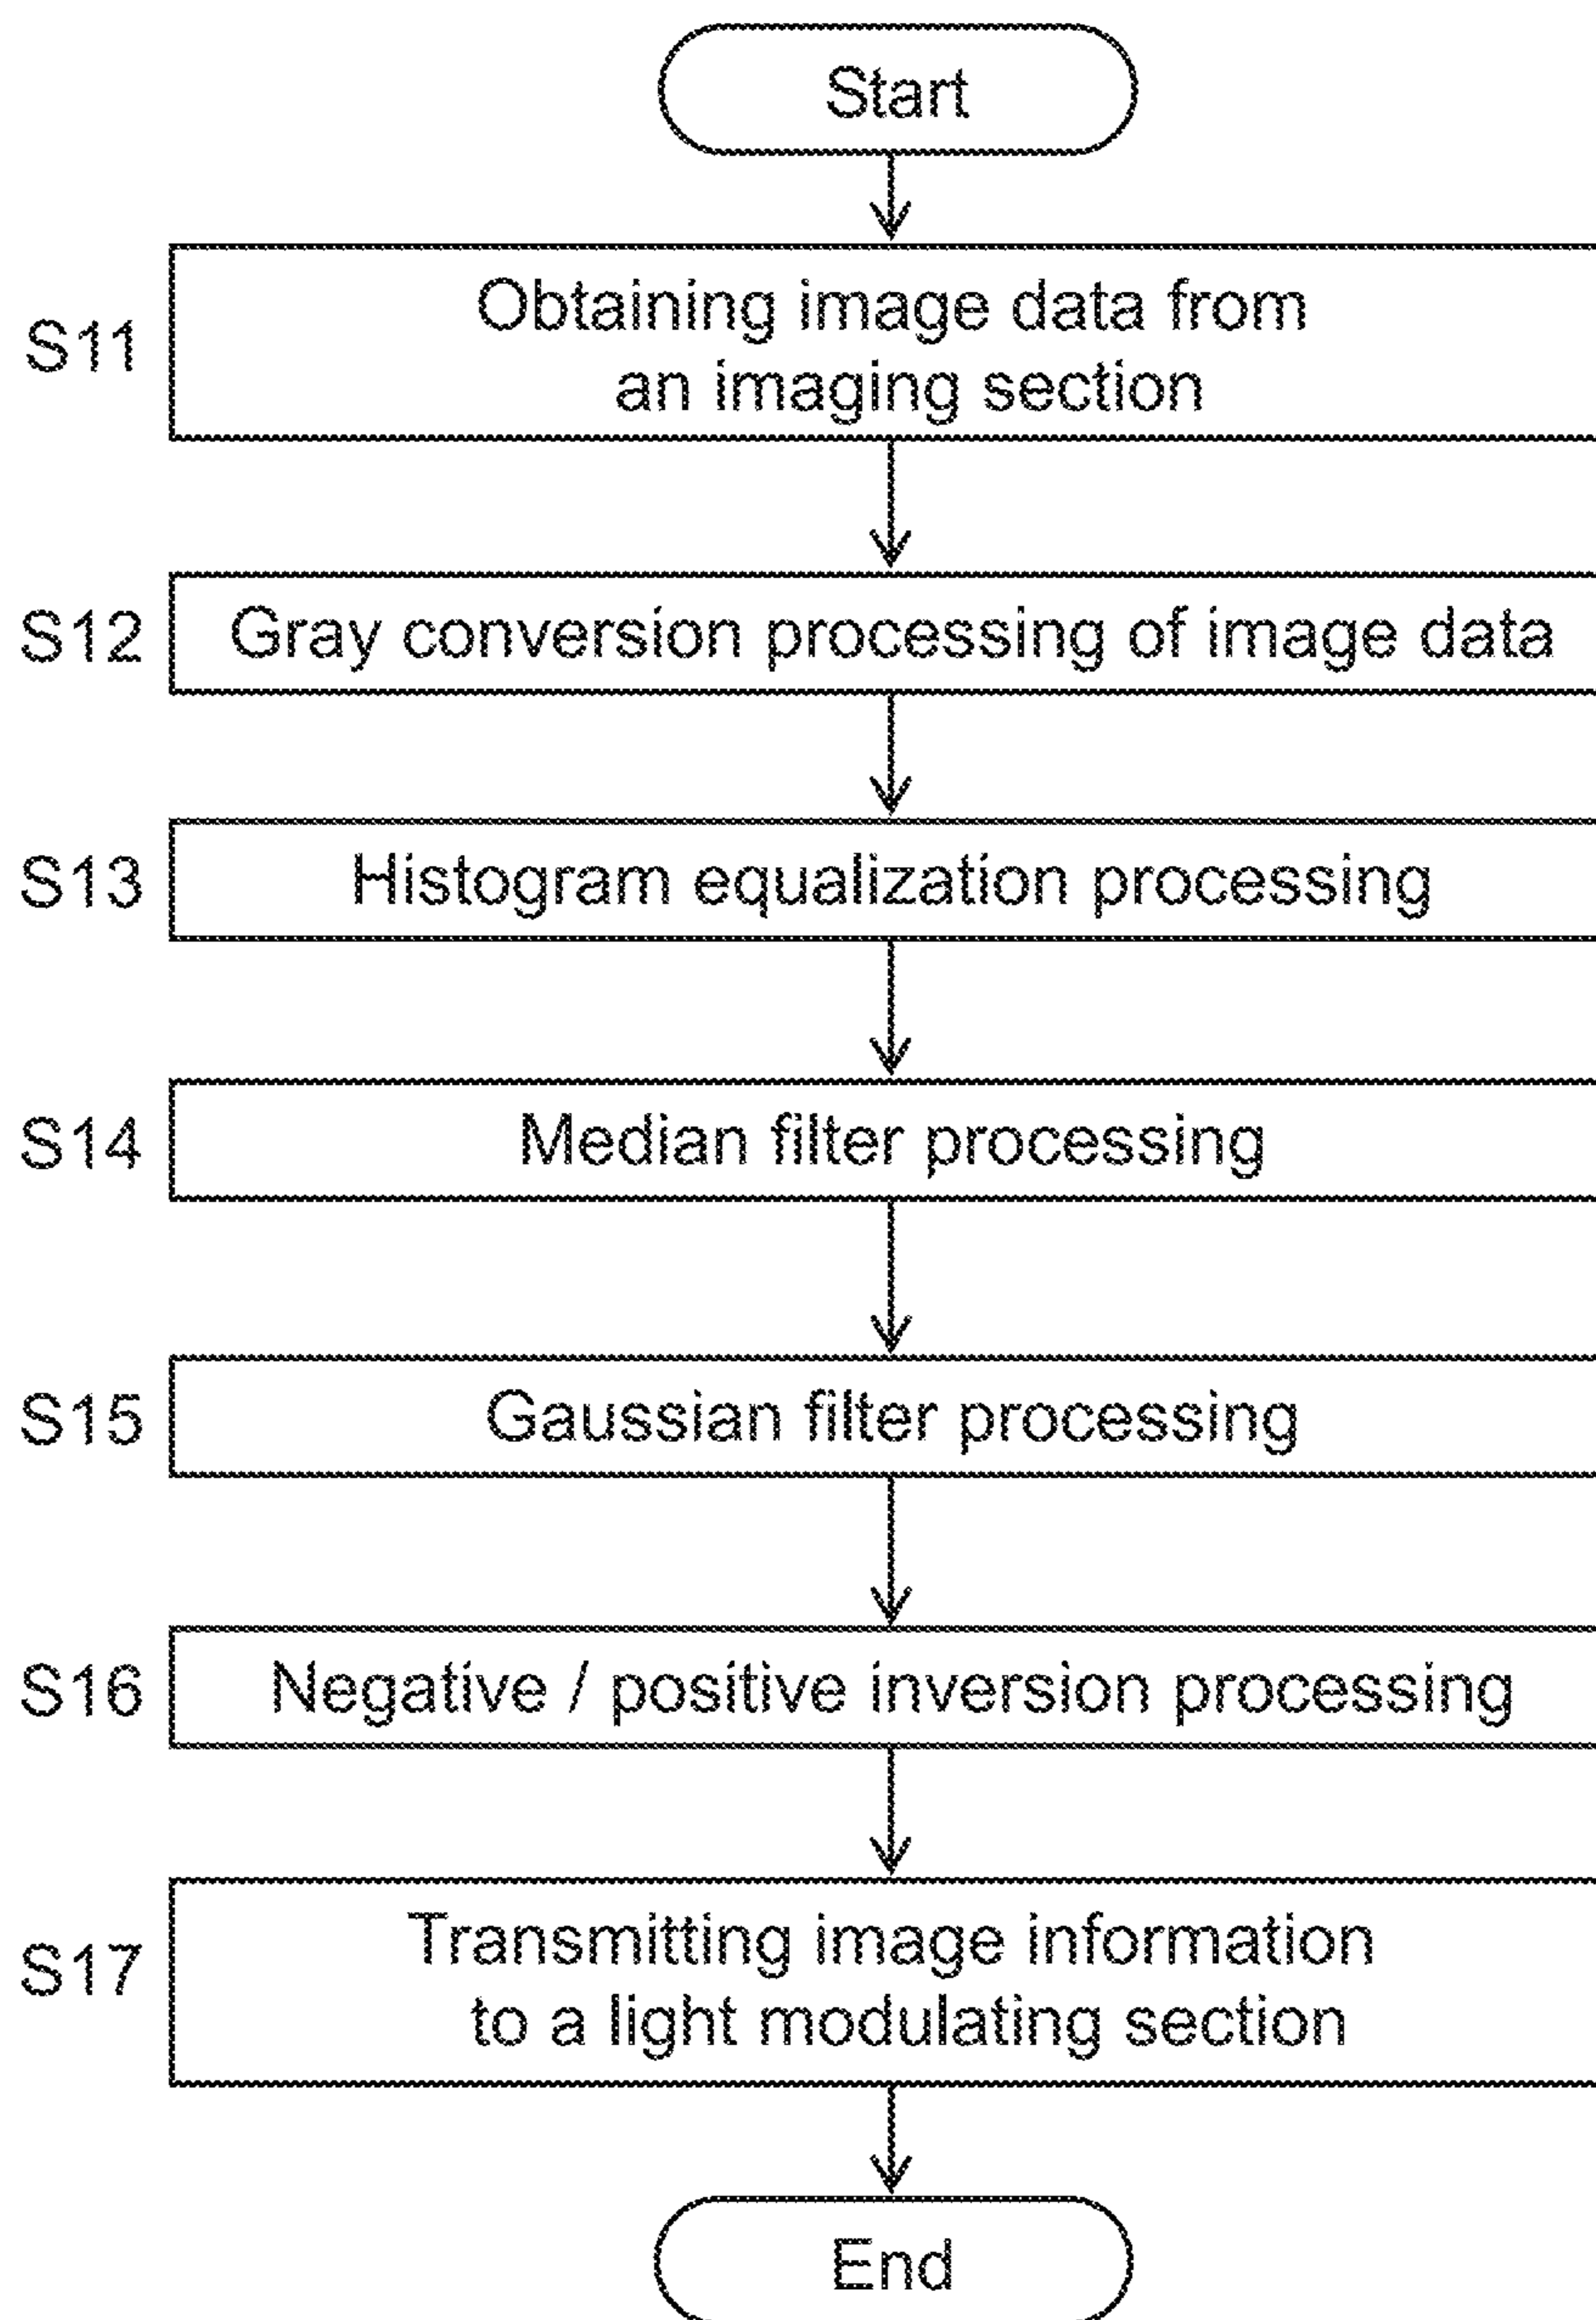 Start
S11
Obtaining image data from
an imaging section
S12
Gray conversion processing of image data
S13
Histogram equalization processing
S14
Median filter processing
S15
Gaussian filter processing
S16
Negative / positive inversion processing
S17
Transmitting image information
to a light modulating section
End